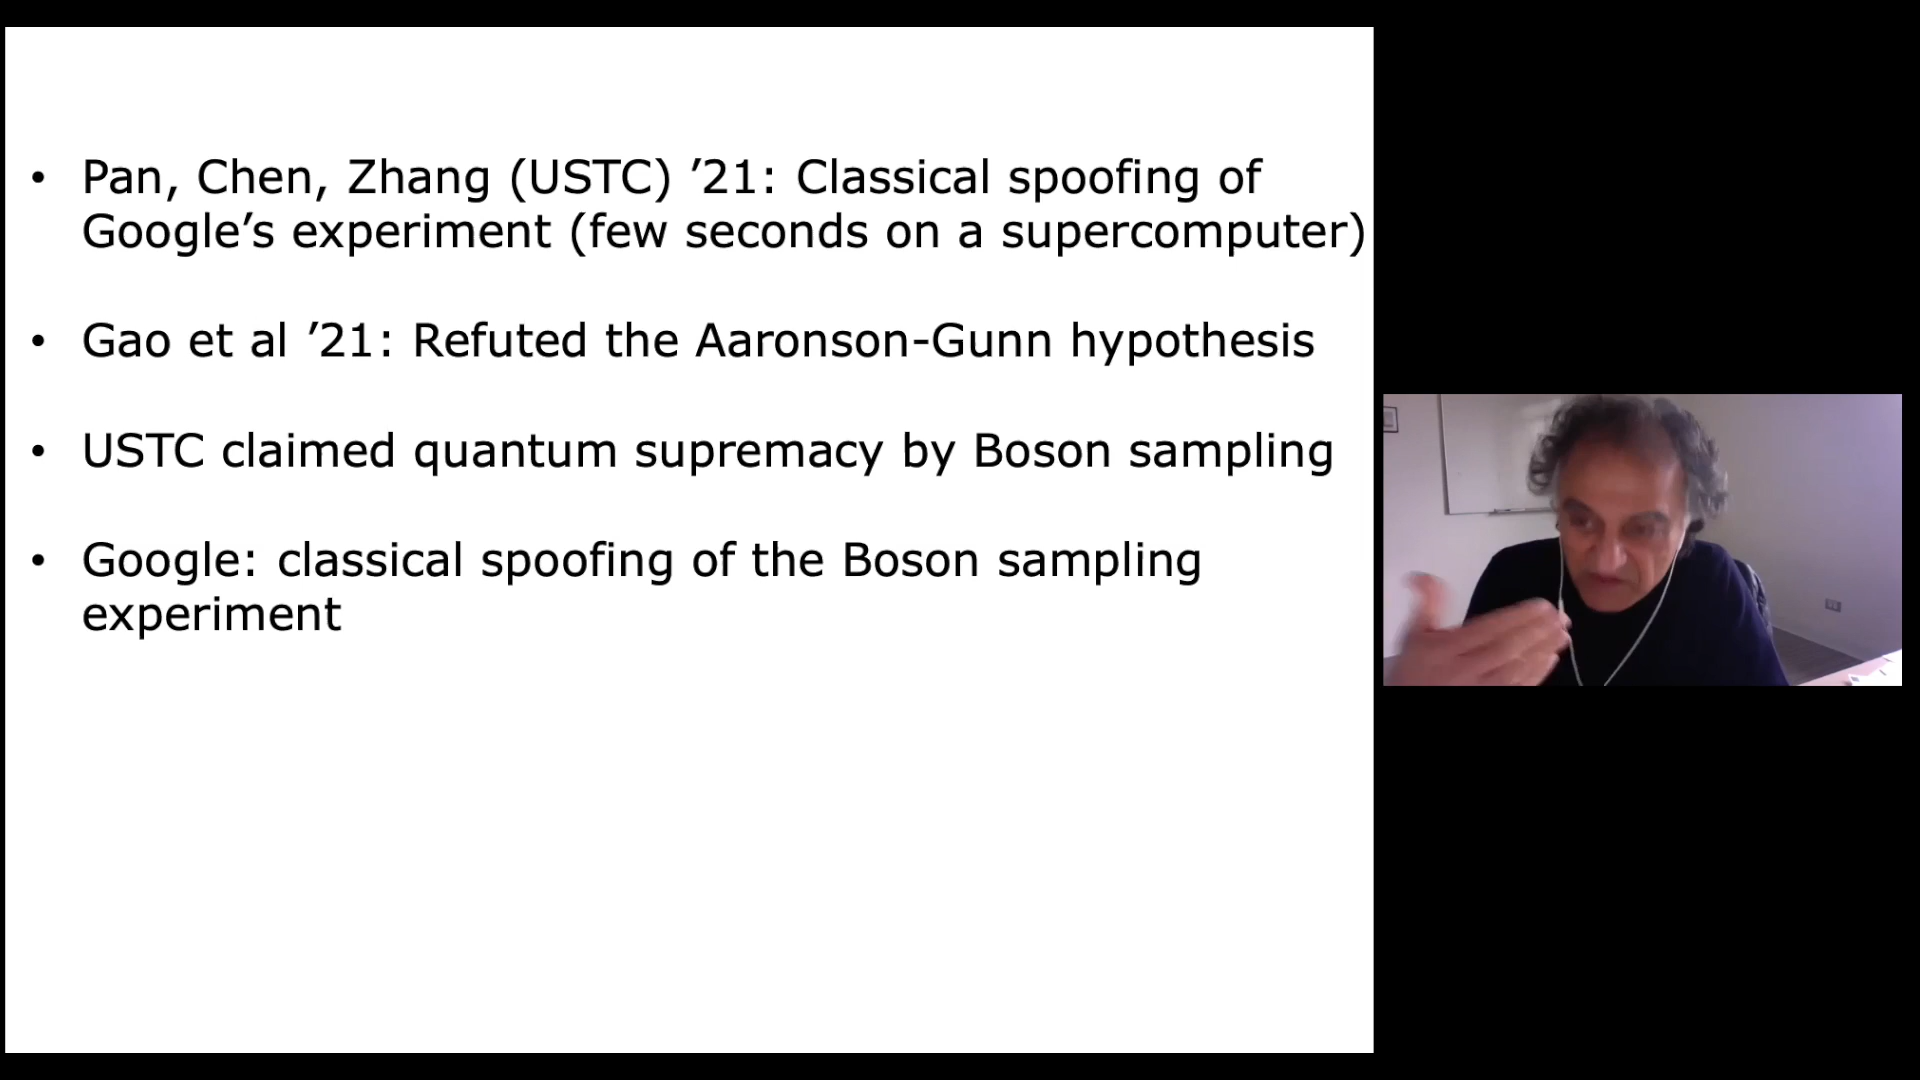 • Pan, Chen, Zhang (USTC) ’21: Classical spoofing of
Google’s experiment (few seconds on a supercomputer)
• Gao et al ’21: Refuted the Aaronson-Gunn hypothesis
• USTC claimed quantum supremacy by Boson sampling
• Google: classical spoofing of the Boson sampling
experiment